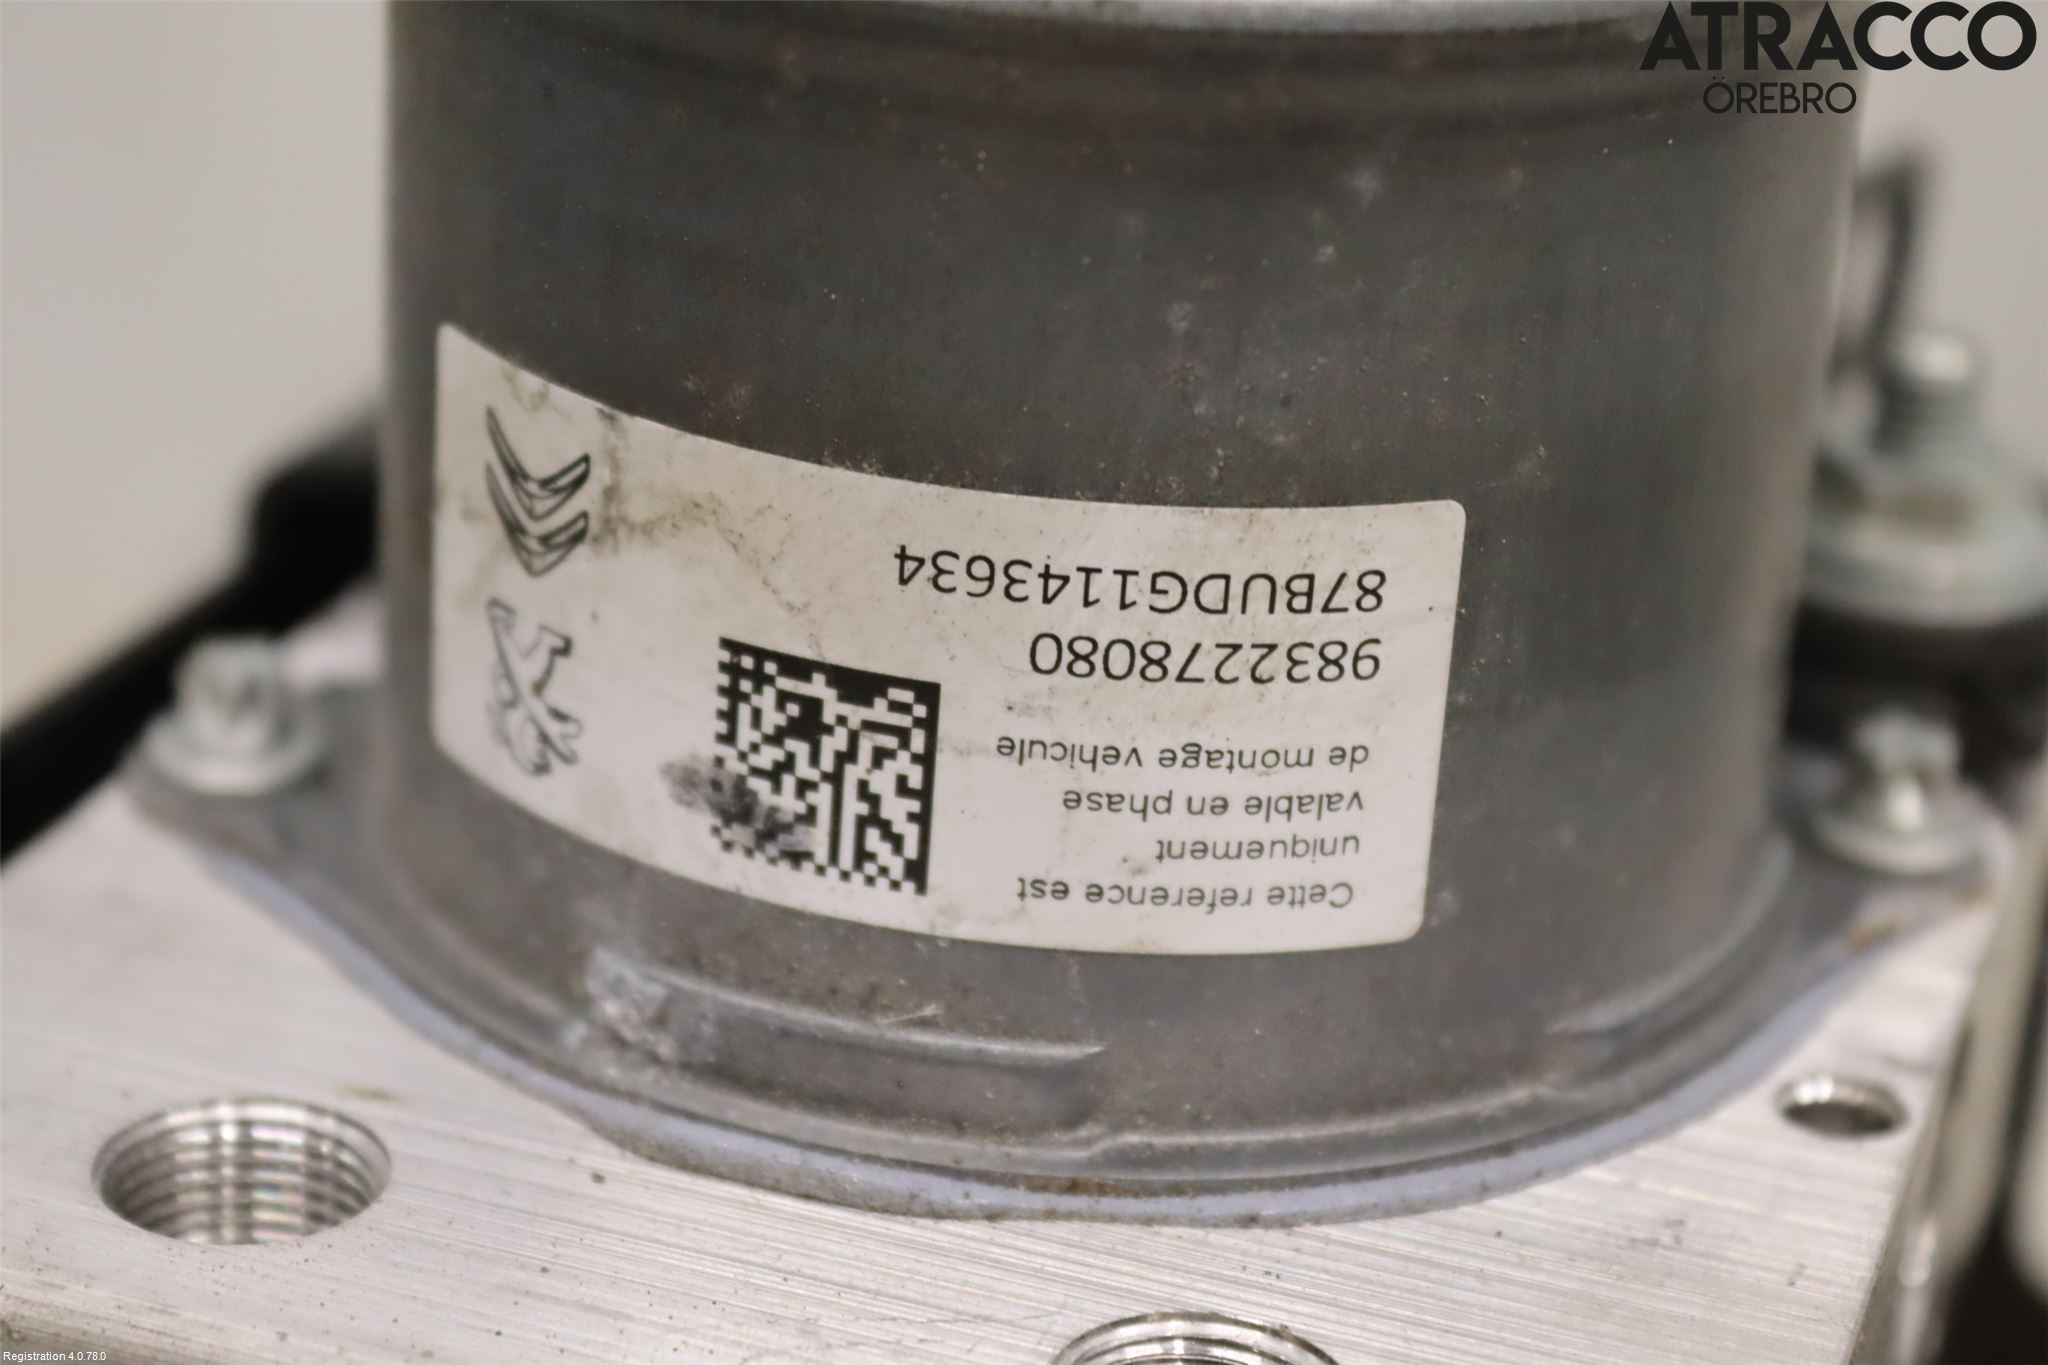 ATRACCO
ÖREBRO
Cette reference est
uniquement
valable en phase
de montage vehicule
9832278080
87BUDG1143634
Registration 4.0.78.0